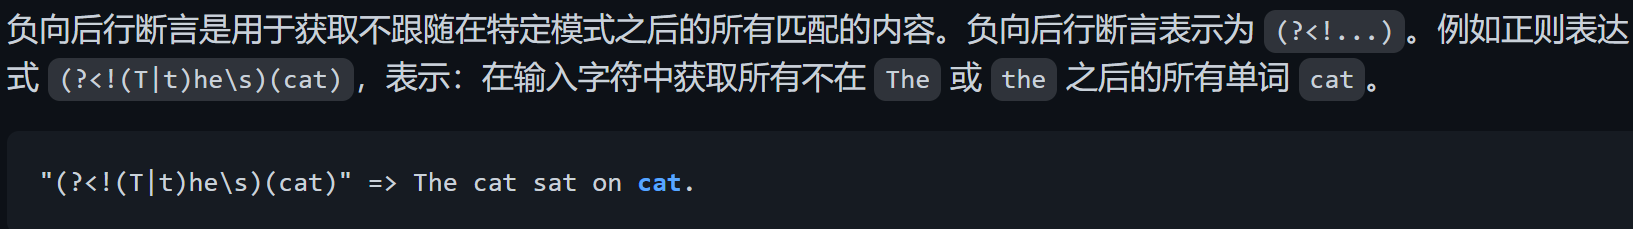 负向后行断言是用于获取不跟随在特定模式之后的所有匹配的内容。负向后行断言表示为 (?<!...)。例如正则表达
式 (?<!(T|t)he\s)(cat)，表示：在输入字符中获取所有不在 The 或 the 之后的所有单词 cat。
"(?<!(T|t)he\s)(cat)" => The cat sat on cat.